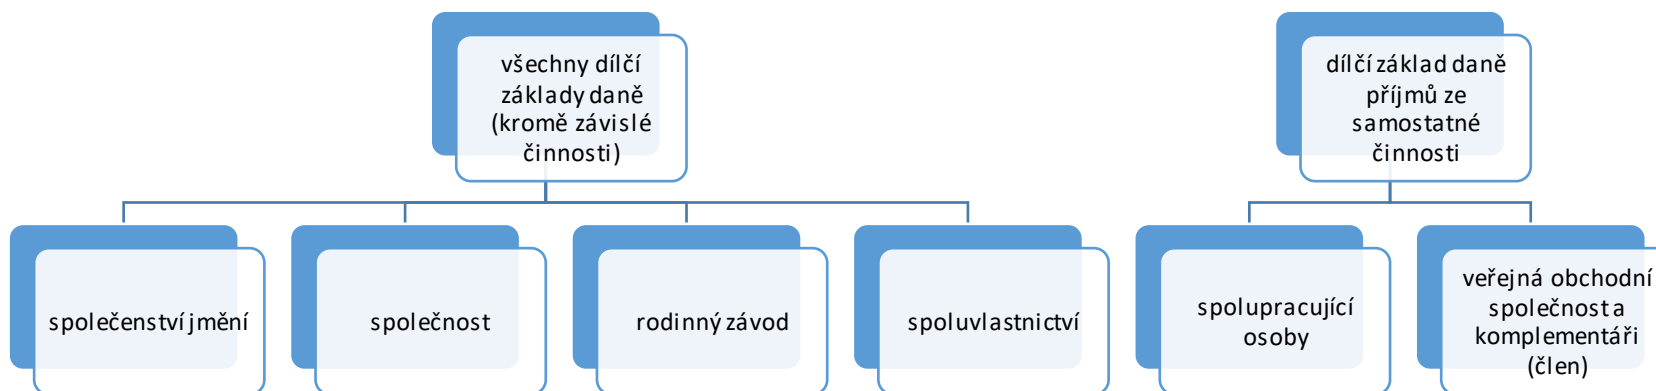 všechny dílčí
základy daně
(kromě závislé
činnosti)
dílčí základ daně
příjmů ze
samostatné
činnosti
společenství jmění
společnost
rodinný závod
spoluvlastnictví
spolupracující
osoby
veřejná obchodní
společnost a
komplementáři
(člen)